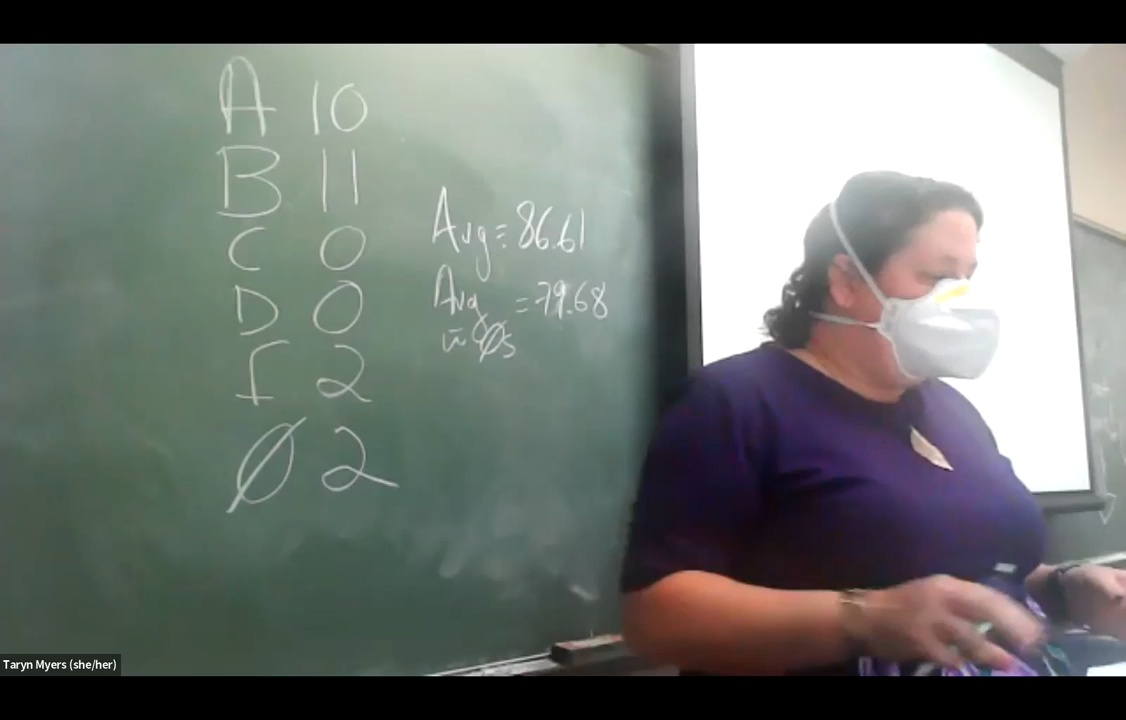 A 10
B 11
C 0
D 0
F 2
Ø 2
Avg = 86.61
Avg = 79.68
w̄ Øs
Taryn Myers (she/her)